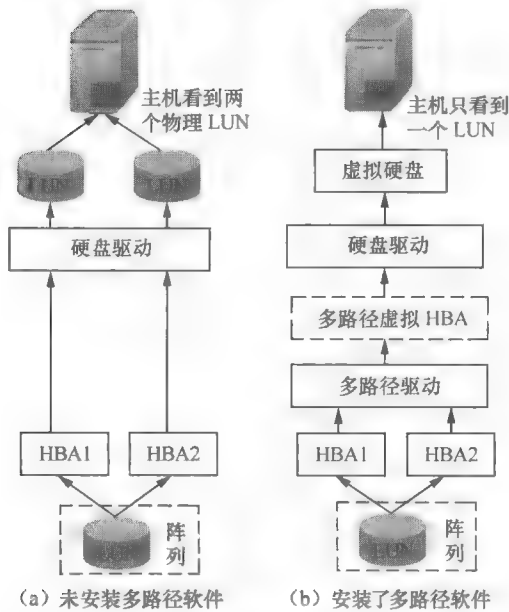 主机看到两
个物理 LUN
LUN
LUN
硬盘驱动
HBA1
HBA2
LUN
阵
列
(a) 未安装多路径软件
主机只看到
一个 LUN
虚拟硬盘
硬盘驱动
多路径虚拟 HBA
多路径驱动
HBA1
HBA2
LUN
阵
列
(b) 安装了多路径软件